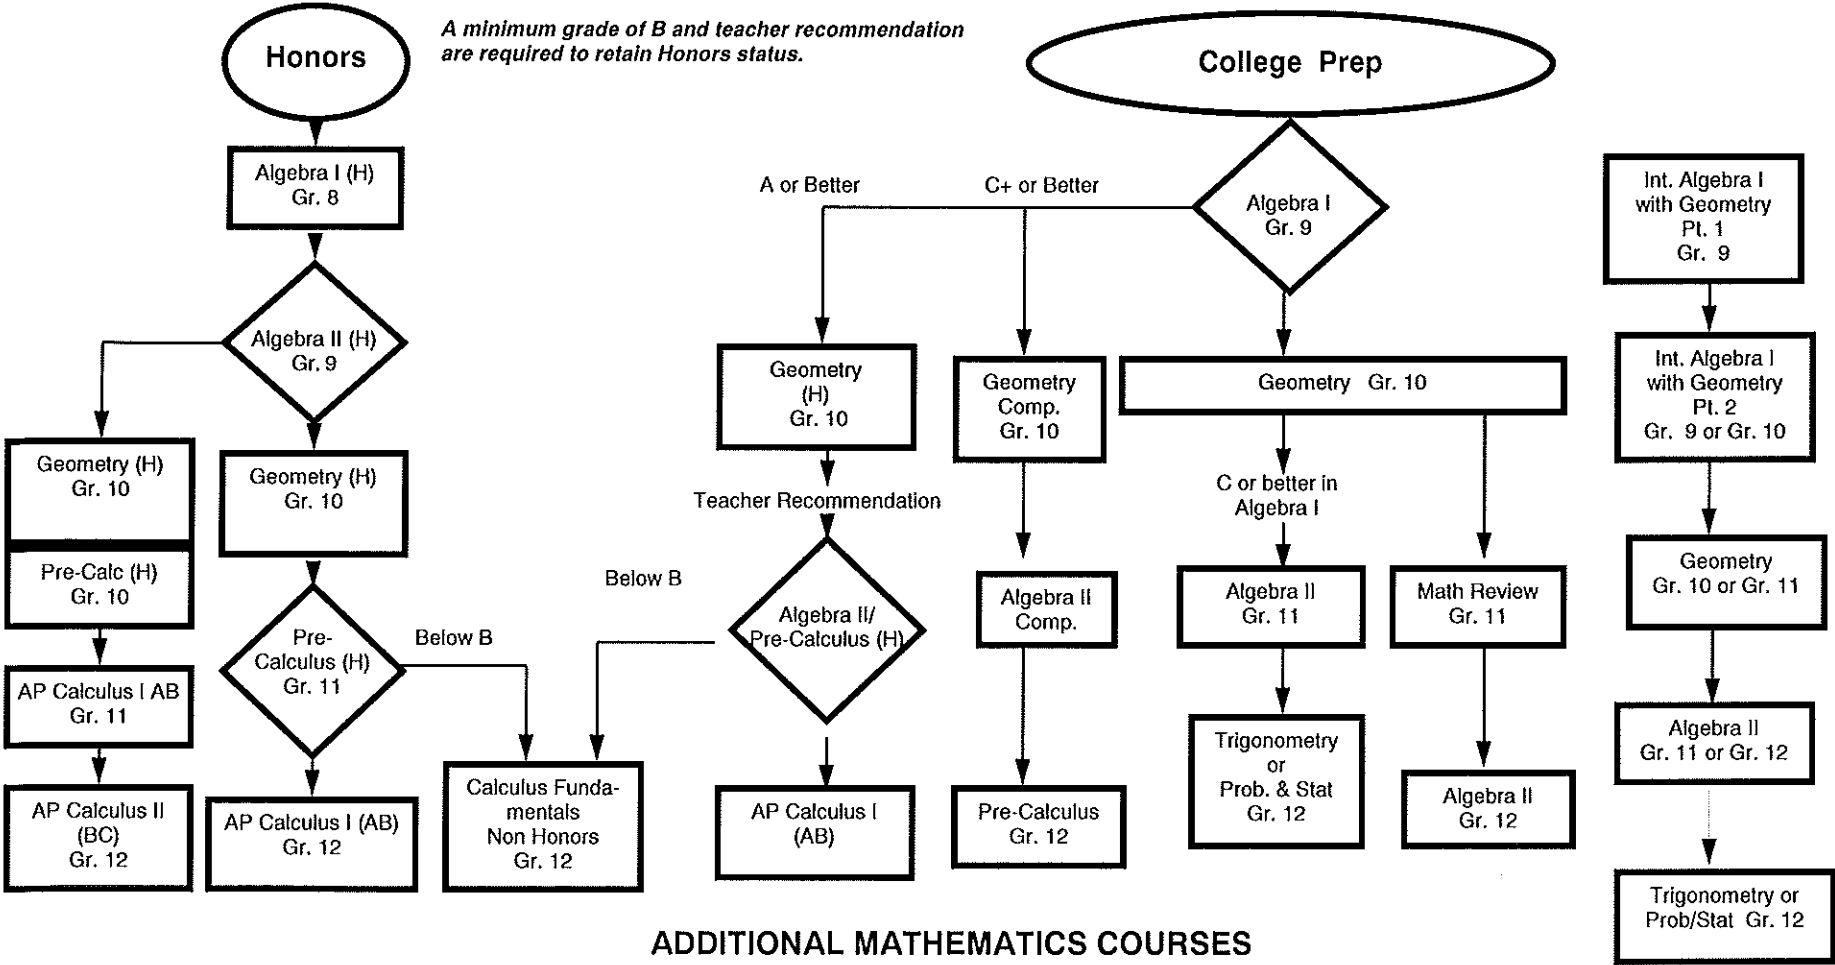 Honors
A minimum grade of B and teacher recommendation
are required to retain Honors status.
College Prep
Algebra I (H)
Gr. 8
Algebra II (H)
Gr. 9
Geometry (H)
Gr. 10
Pre-Calc (H)
Gr. 10
AP Calculus I AB
Gr. 11
AP Calculus II
(BC)
Gr. 12
Geometry (H)
Gr. 10
Pre-
Calculus (H)
Gr. 11
Below B
AP Calculus I (AB)
Gr. 12
Calculus Funda-
mentals
Non Honors
Gr. 12
Algebra I
Gr. 9
A or Better
C+ or Better
Geometry
(H)
Gr. 10
Teacher Recommendation
Below B
Algebra II/
Pre-Calculus (H)
AP Calculus I
(AB)
Geometry
Comp.
Gr. 10
Algebra II
Comp.
Pre-Calculus
Gr. 12
Geometry Gr. 10
C or better in
Algebra I
Algebra II
Gr. 11
Trigonometry
or
Prob. & Stat
Gr. 12
Math Review
Gr. 11
Algebra II
Gr. 12
Int. Algebra I
with Geometry
Pt. 1
Gr. 9
Int. Algebra I
with Geometry
Pt. 2
Gr. 9 or Gr. 10
Geometry
Gr. 10 or Gr. 11
Algebra II
Gr. 11 or Gr. 12
Trigonometry or
Prob/Stat Gr. 12
ADDITIONAL MATHEMATICS COURSES